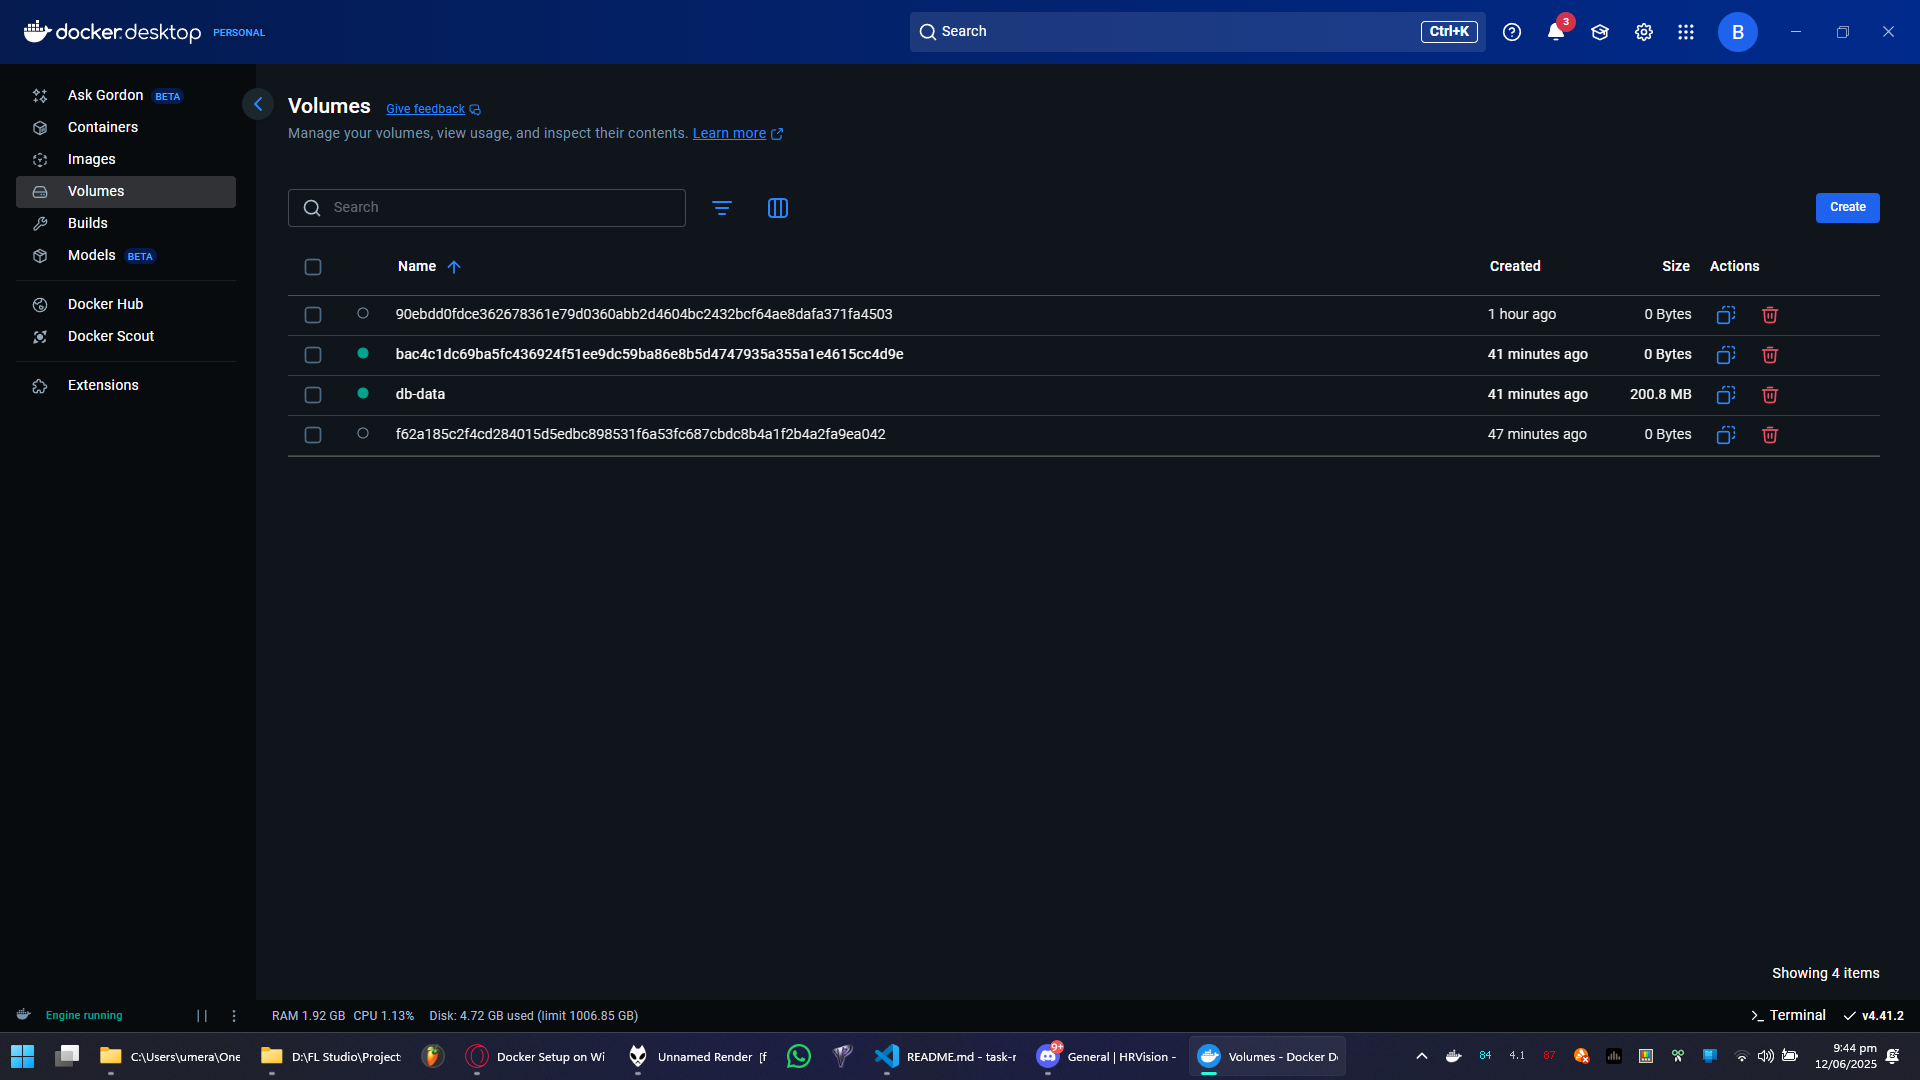 docker.desktop PERSONAL
Search Ctrl+K
3
B
Ask Gordon BETA
Containers
Images
Volumes
Builds
Models BETA
Docker Hub
Docker Scout
Extensions
Volumes Give feedback
Manage your volumes, view usage, and inspect their contents. Learn more
Search
Create
Name Created Size Actions
90ebdd0fdce362678361e79d0360abb2d4604bc2432bcf64ae8dafa371fa4503 1 hour ago 0 Bytes
bac4c1dc69ba5fc436924f51ee9dc59ba86e8b5d4747935a355a1e4615cc4d9e 41 minutes ago 0 Bytes
db-data 41 minutes ago 200.8 MB
f62a185c2f4cd284015d5edbc898531f6a53fc687cbdc8b4a1f2b4a2fa9ea042 47 minutes ago 0 Bytes
Showing 4 items
Engine running
RAM 1.92 GB CPU 1.13% Disk: 4.72 GB used (limit 1006.85 GB)
Terminal v4.41.2
C:\Users\umera\One
D:\FL Studio\Project
Docker Setup on Wi
Unnamed Render [f
README.md - task-r
9+
General | HRVision -
Volumes - Docker De
84 4.1 87
9:44 pm
12/06/2025